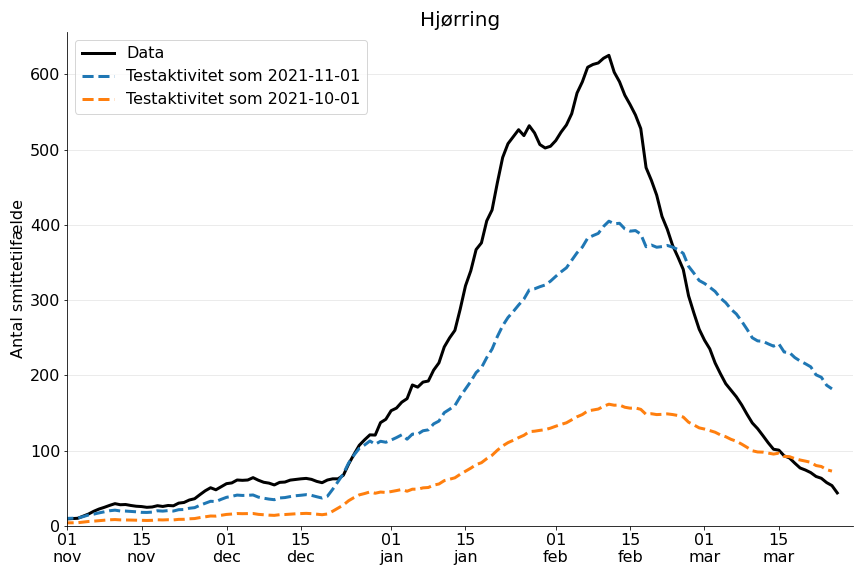 Hjørring
Data
Testaktivitet som 2021-11-01
Testaktivitet som 2021-10-01
Antal smittetilfælde
600
500
400
300
200
100
0
01 15 01 15 01 15 01 15 01 15
nov nov dec dec jan jan feb feb mar mar